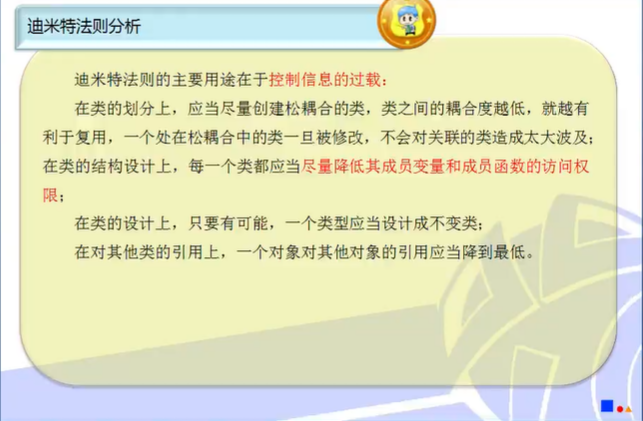 迪米特法则分析
迪米特法则的主要用途在于控制信息的过载：
在类的划分上，应当尽量创建松耦合的类，类之间的耦合度越低，就越有
利于复用，一个处在松耦合中的类一旦被修改，不会对关联的类造成太大波及；
在类的结构设计上，每一个类都应当尽量降低其成员变量和成员函数的访问权
限；
在类的设计上，只要有可能，一个类型应当设计成不变类；
在对其他类的引用上，一个对象对其他对象的引用应当降到最低。